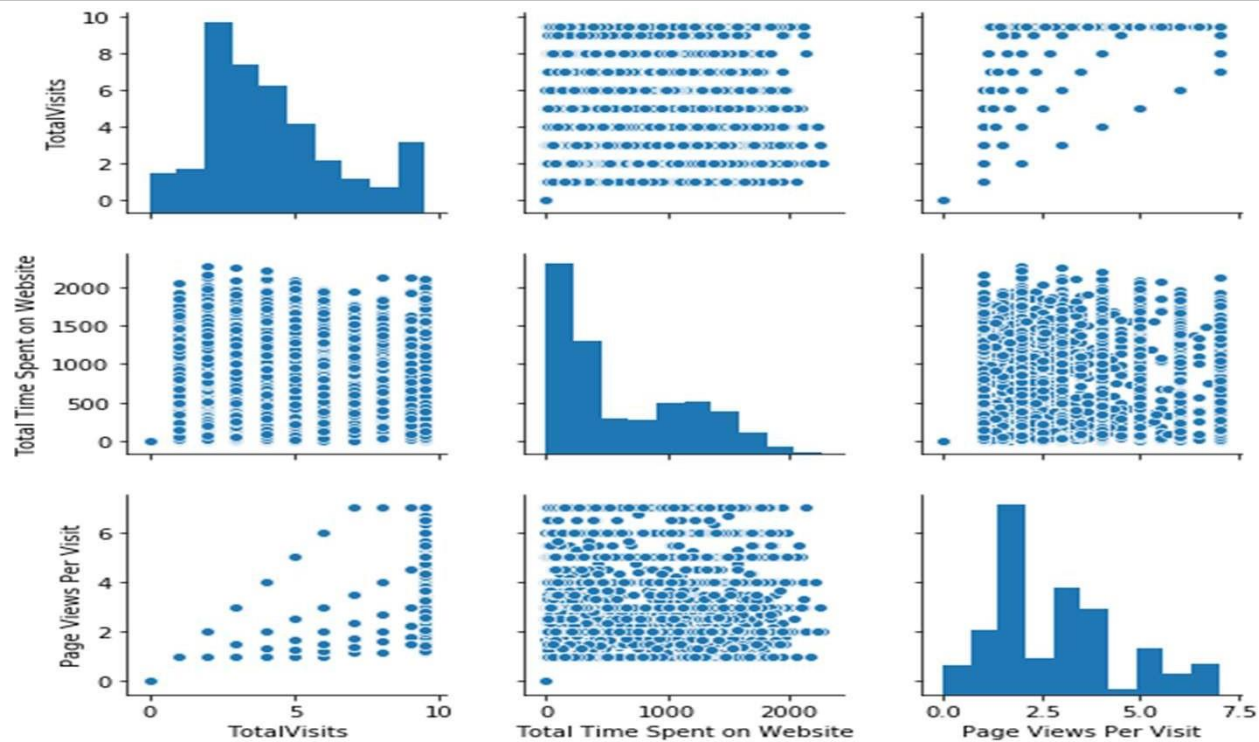 10
8
6
4
2
0
TotalVisits
2000
1500
1000
500
0
Total Time Spent on Website
6
4
2
0
Page Views Per Visit
0 5 10
TotalVisits
0 1000 2000
Total Time Spent on Website
0.0 2.5 5.0 7.5
Page Views Per Visit